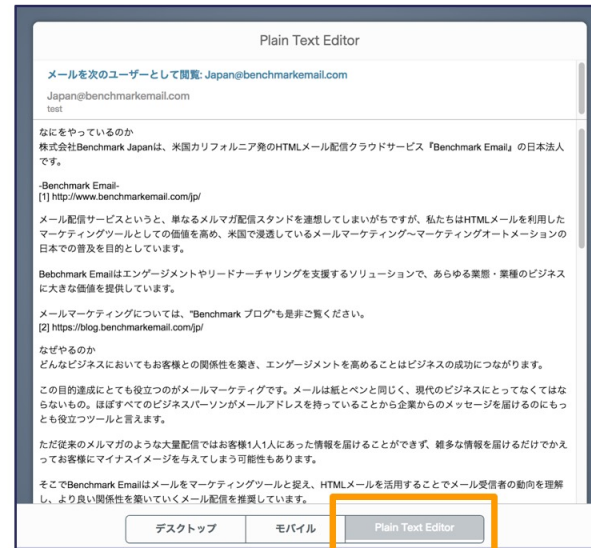 Plain Text Editor
メールを次のユーザーとして閲覧: Japan@benchmarkemail.com
Japan@benchmarkemail.com
test
なにをやっているのか
株式会社Benchmark Japanは、米国カリフォルニア発のHTMLメール配信クラウドサービス『Benchmark Email』の日本法人
です。
-Benchmark Email-
[1] http://www.benchmarkemail.com/jp/
メール配信サービスというと、単なるメルマガ配信スタンドを連想してしまいがちですが、私たちはHTMLメールを利用した
マーケティングツールとしての価値を高め、米国で浸透しているメールマーケティング〜マーケティングオートメーションの
日本での普及を目的としています。
Bebchmark Emailはエンゲージメントやリードナーチャリングを支援するソリューションで、あらゆる業態・業種のビジネス
に大きな価値を提供しています。
メールマーケティングについては、"Benchmark ブログ"も是非ご覧ください。
[2] https://blog.benchmarkemail.com/jp/
なぜやるのか
どんなビジネスにおいてもお客様との関係性を築き、エンゲージメントを高めることはビジネスの成功につながります。
この目的達成にとても役立つのがメールマーケティグです。メールは紙とペンと同じく、現代のビジネスにとってなくてはな
らないもの。ほぼすべてのビジネスパーソンがメールアドレスを持っていることから企業からのメッセージを届けるのにもっ
とも役立つツールと言えます。
ただ従来のメルマガのような大量配信ではお客様1人1人にあった情報を届けることができず、雑多な情報を届けるだけでかえ
ってお客様にマイナスイメージを与えてしまう可能性もあります。
そこでBenchmark Emailはメールをマーケティングツールと捉え、HTMLメールを活用することでメール受信者の動向を理解
し、より良い関係性を築いていくメール配信を推奨しています。
デスクトップ
モバイル
Plain Text Editor